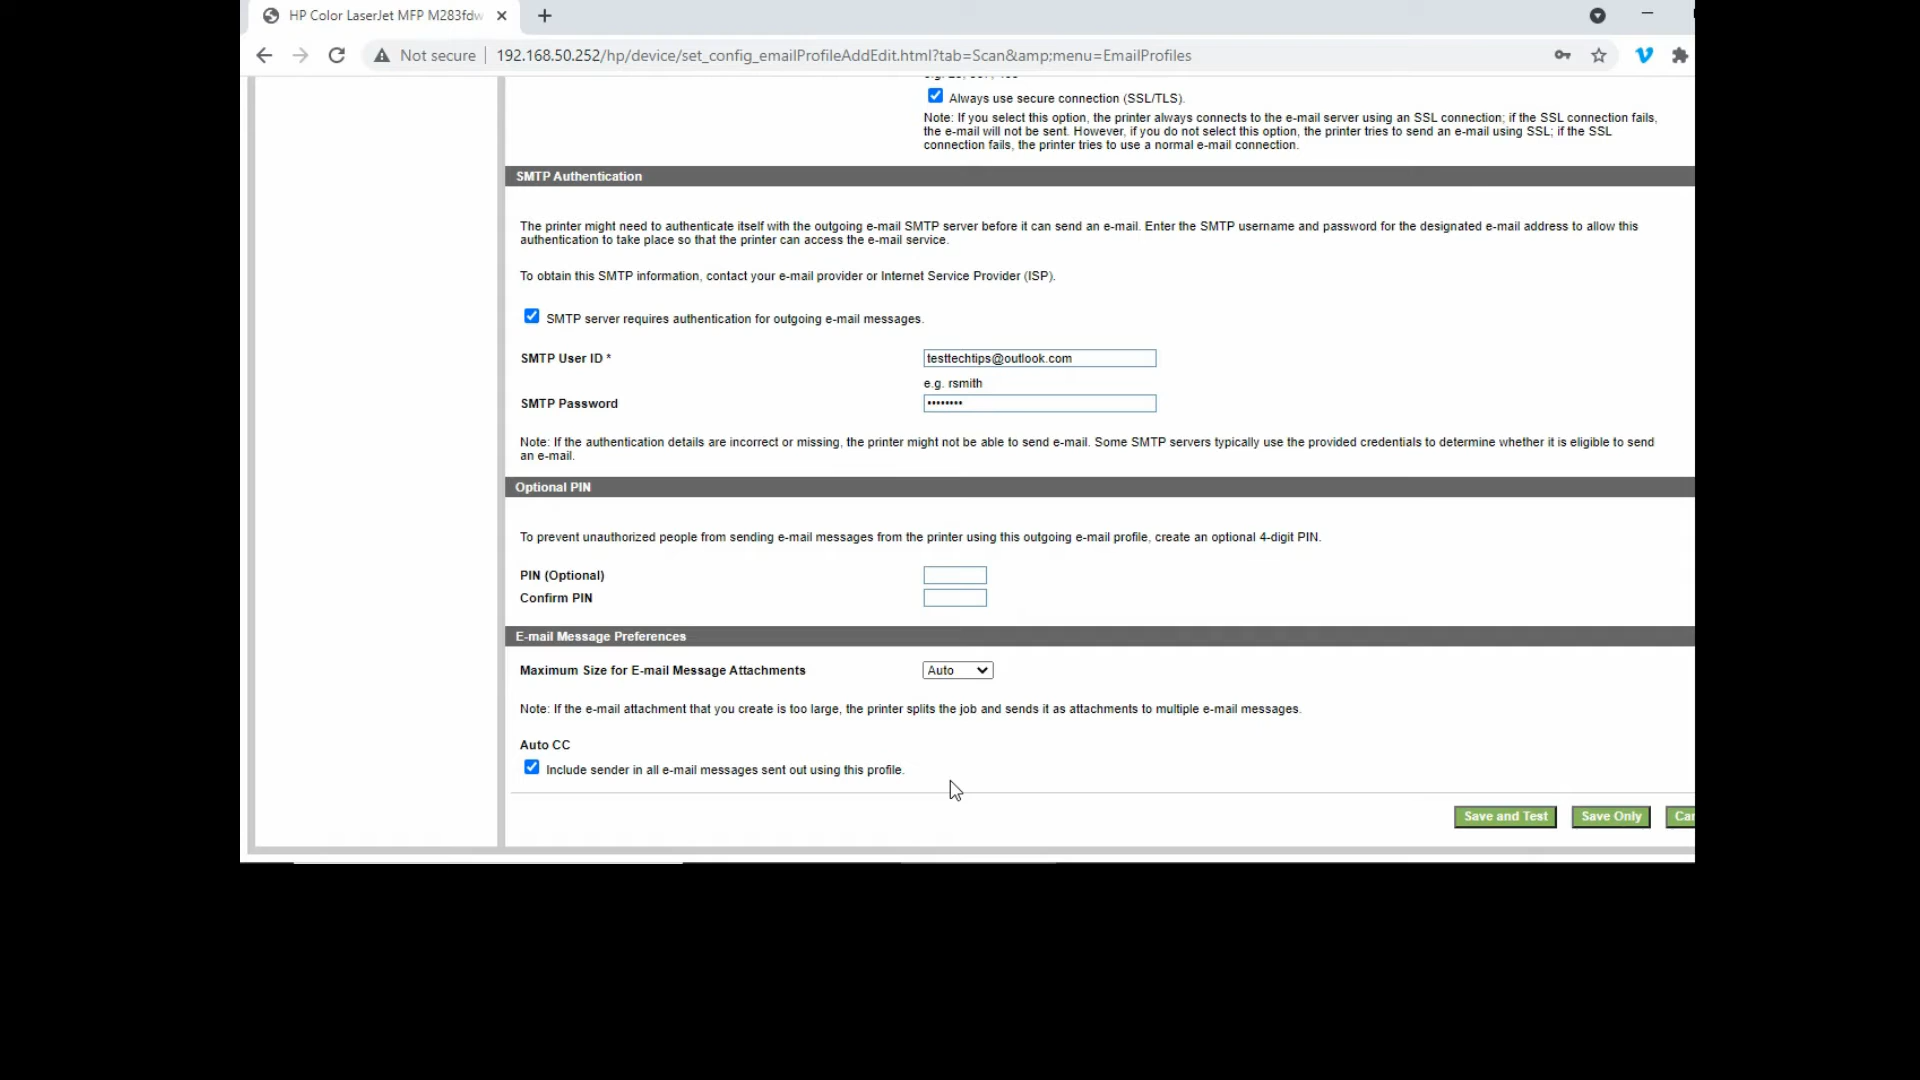 HP Color LaserJet MFP M283fdw
Not secure
192.168.50.252/hp/device/set_config_emailProfileAddEdit.html?tab=Scan&amp;menu=EmailProfiles
Always use secure connection (SSL/TLS).
Note: If you select this option, the printer always connects to the e-mail server using an SSL connection; if the SSL connection fails,
the e-mail will not be sent. However, if you do not select this option, the printer tries to send an e-mail using SSL; if the SSL
connection fails, the printer tries to use a normal e-mail connection.
SMTP Authentication
The printer might need to authenticate itself with the outgoing e-mail SMTP server before it can send an e-mail. Enter the SMTP username and password for the designated e-mail address to allow this
authentication to take place so that the printer can access the e-mail service.
To obtain this SMTP information, contact your e-mail provider or Internet Service Provider (ISP).
SMTP server requires authentication for outgoing e-mail messages.
SMTP User ID *
testtechtips@outlook.com
e.g. rsmith
SMTP Password
••••••••
Note: If the authentication details are incorrect or missing, the printer might not be able to send e-mail. Some SMTP servers typically use the provided credentials to determine whether it is eligible to send
an e-mail.
Optional PIN
To prevent unauthorized people from sending e-mail messages from the printer using this outgoing e-mail profile, create an optional 4-digit PIN.
PIN (Optional)
Confirm PIN
E-mail Message Preferences
Maximum Size for E-mail Message Attachments
Auto
Note: If the e-mail attachment that you create is too large, the printer splits the job and sends it as attachments to multiple e-mail messages.
Auto CC
Include sender in all e-mail messages sent out using this profile.
Save and Test
Save Only
Can